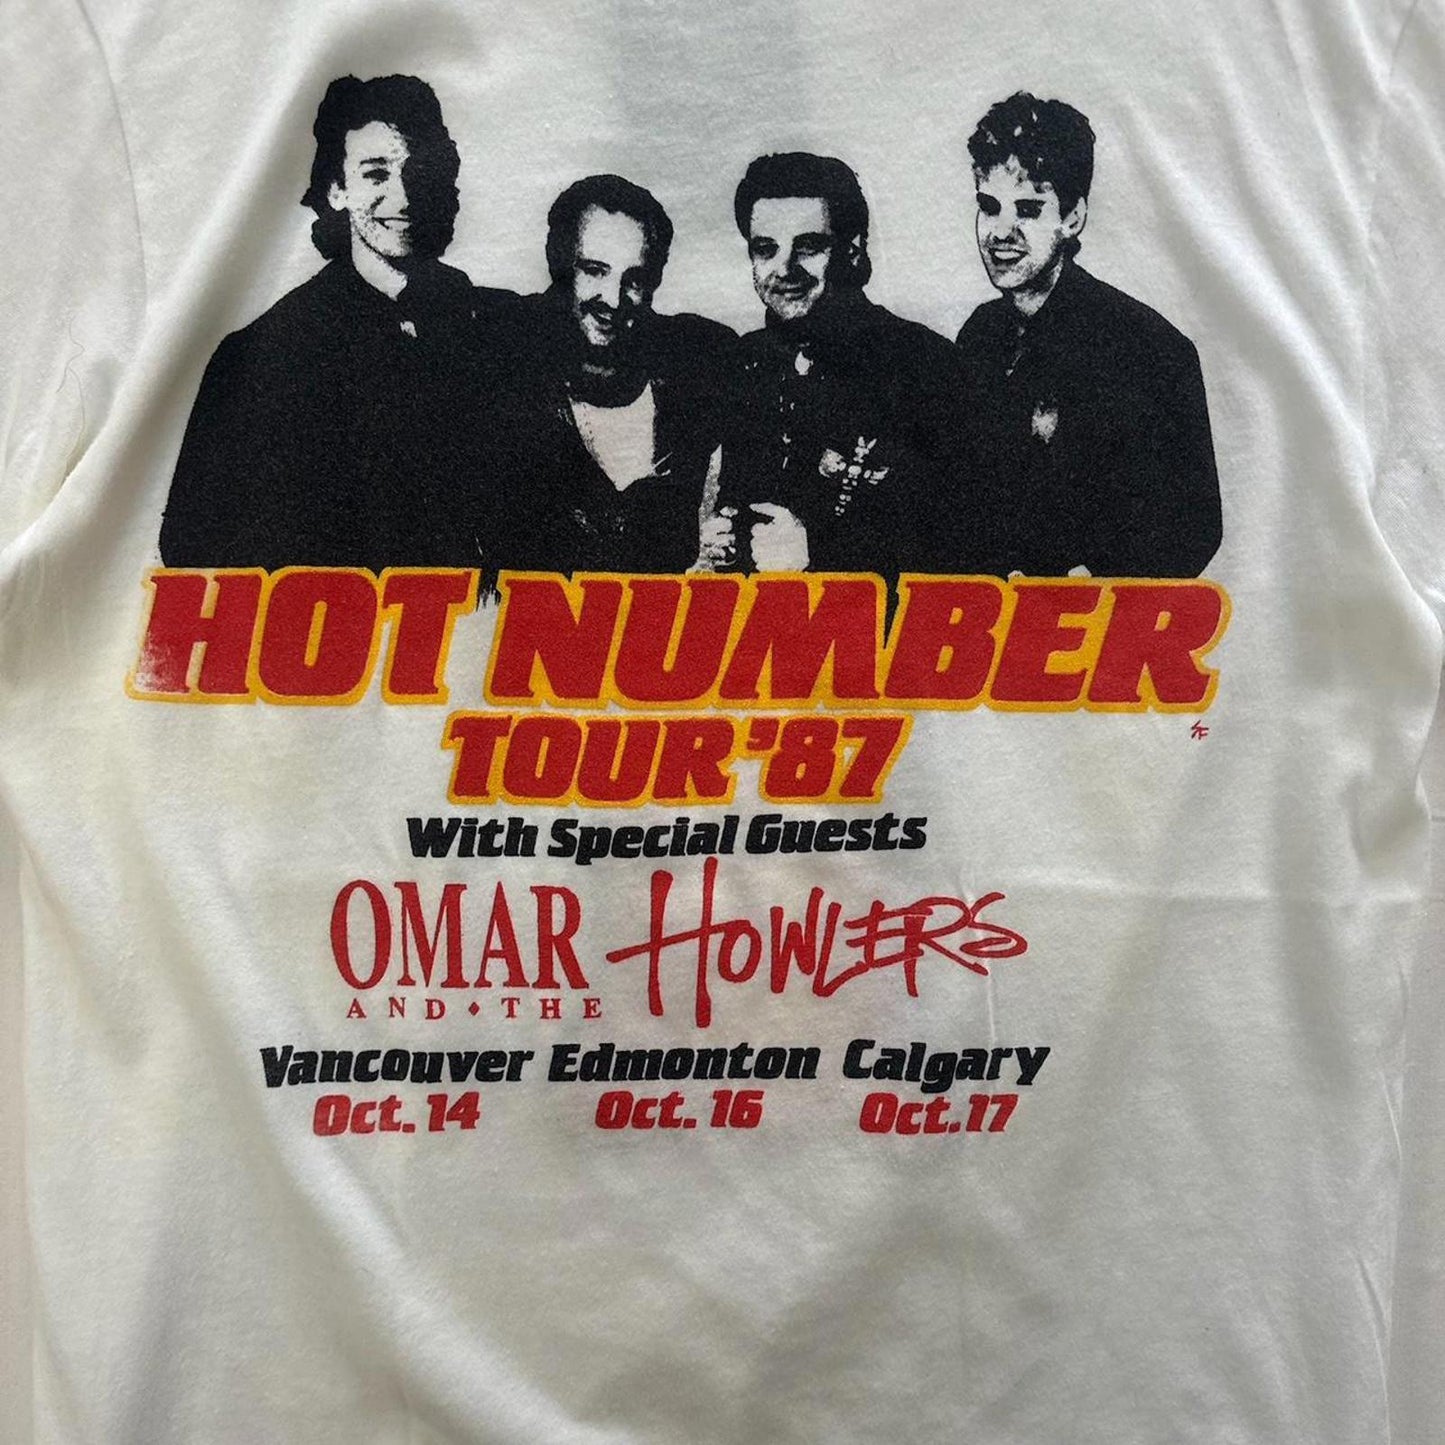 HOT NUMBER
TOUR '87
With Special Guests
OMAR AND • THE HOWLERS
Vancouver Edmonton Calgary
Oct. 14 Oct. 16 Oct. 17